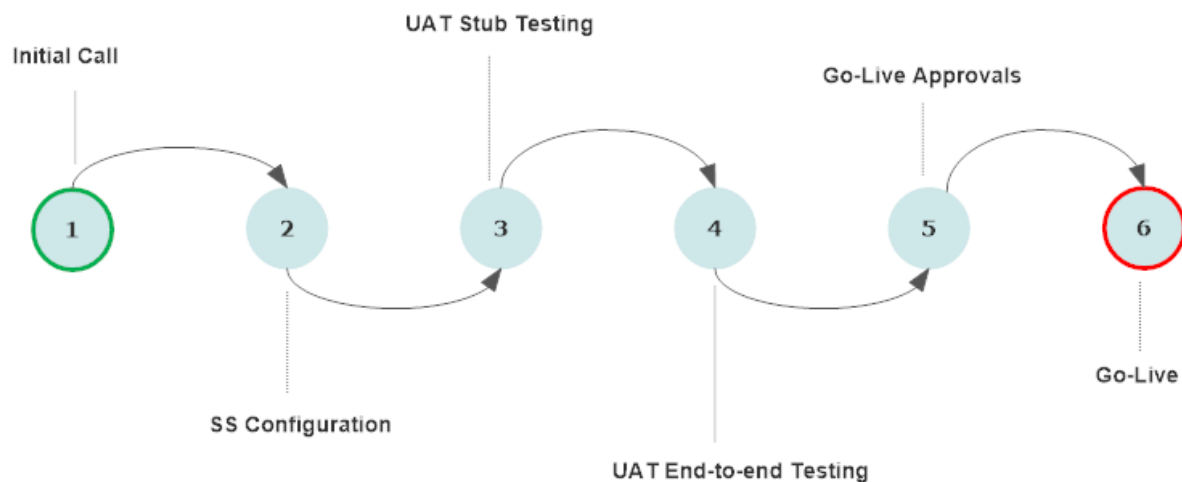 UAT Stub Testing
Initial Call
Go-Live Approvals
1
2
3
4
5
6
Go-Live
SS Configuration
UAT End-to-end Testing